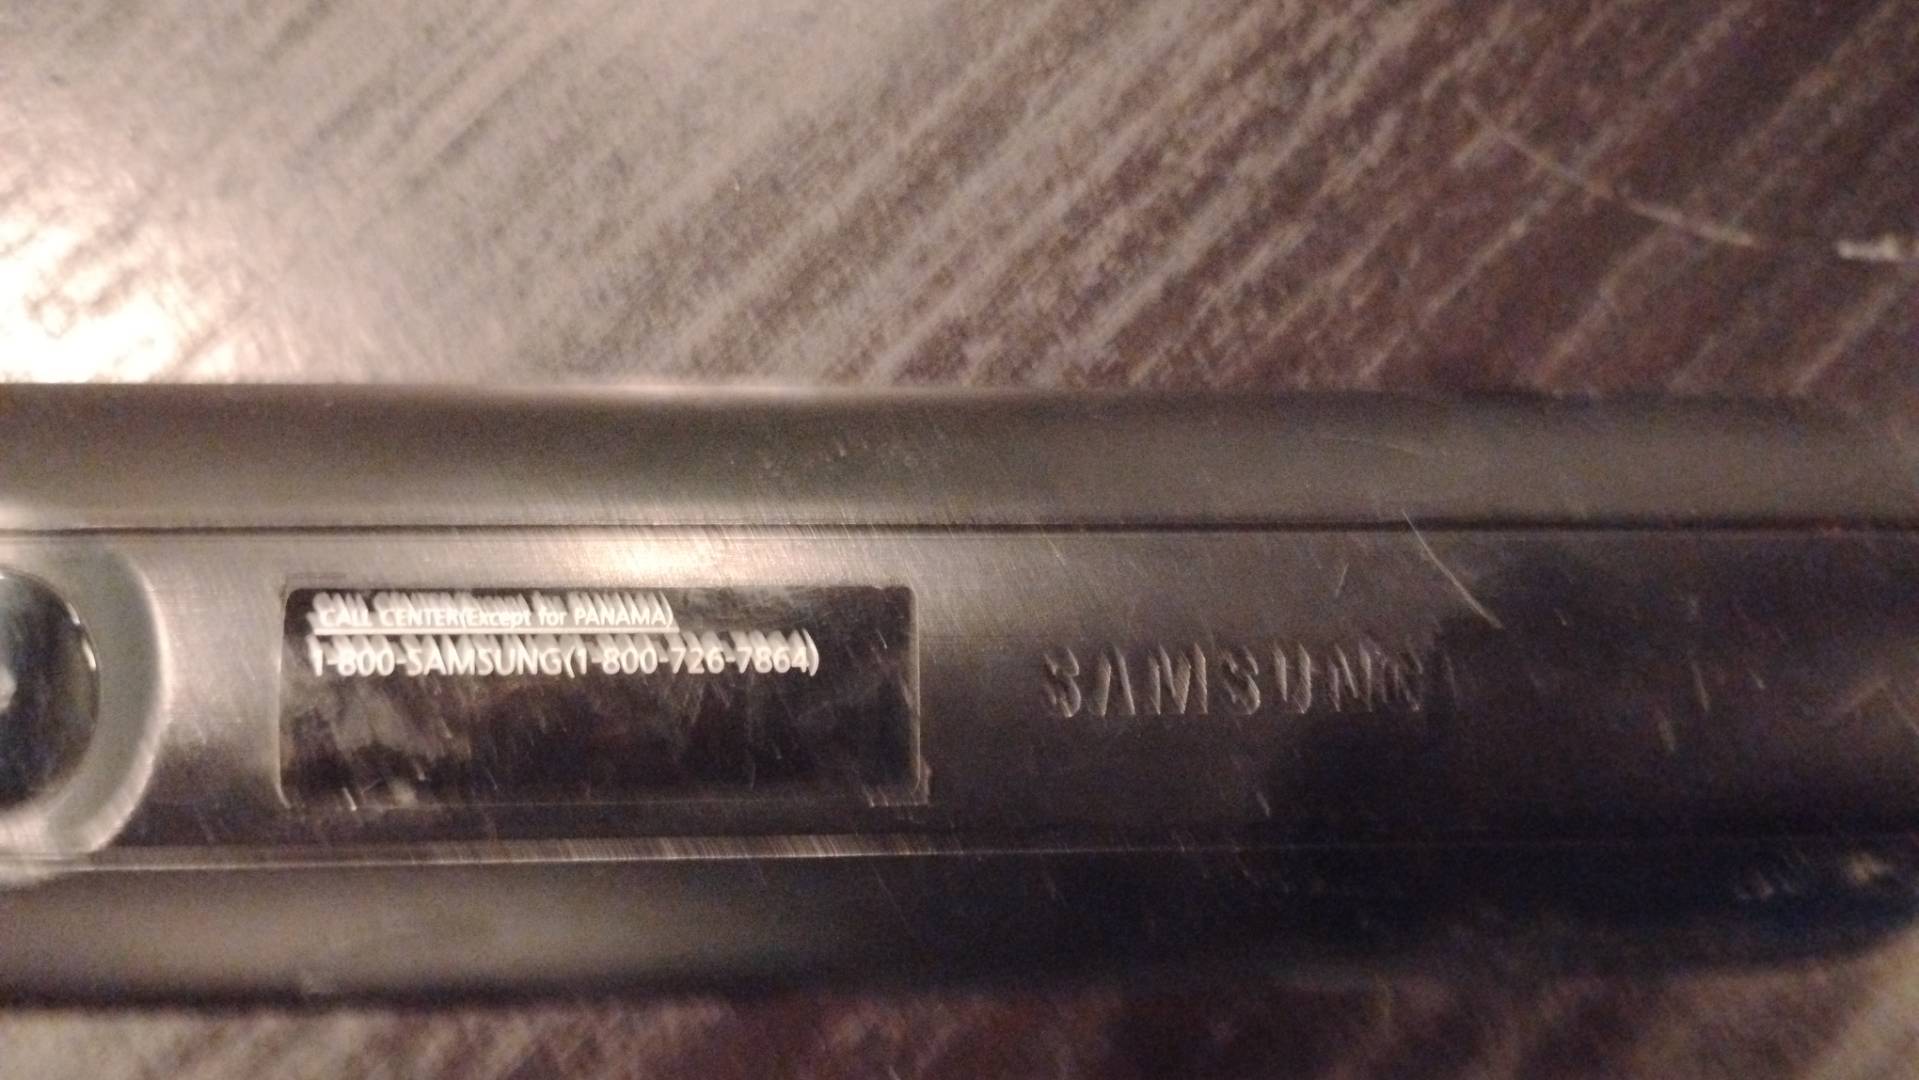 CALL CENTER(Except for PANAMA)
1-800-SAMSUNG(1-800-726-7864)
SAMSUNG